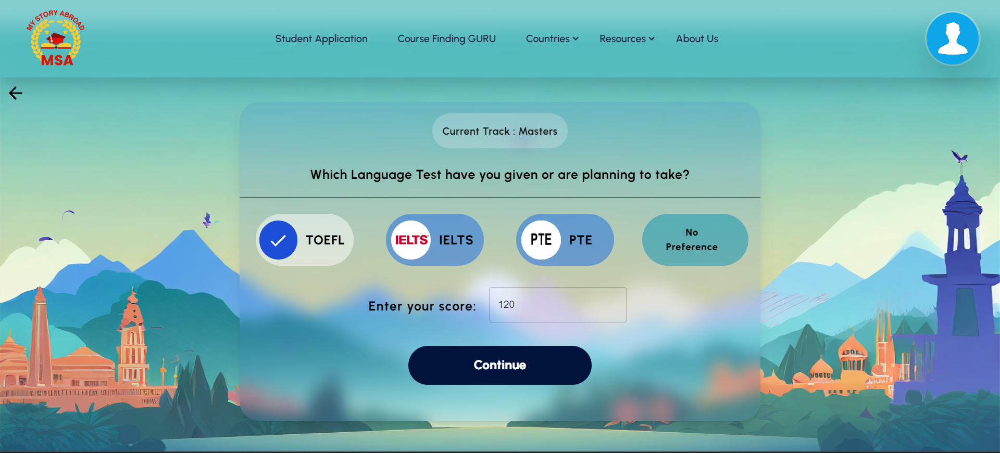 MY STORY ABROAD
MSA
Student Application
Course Finding GURU
Countries
Resources
About Us
Current Track : Masters
Which Language Test have you given or are planning to take?
TOEFL
IELTS
IELTS
PTE
PTE
No
Preference
Enter your score:
120
Continue